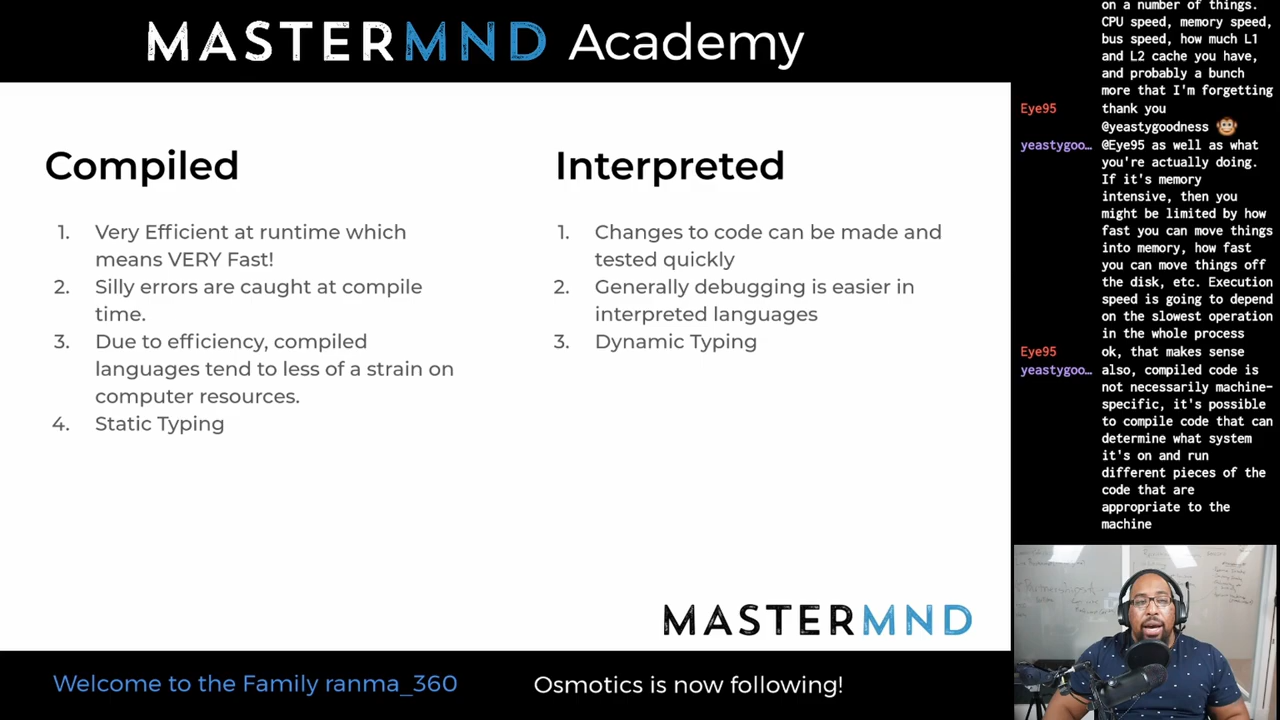 MASTERMND Academy
Compiled
1. Very Efficient at runtime which
means VERY Fast!
2. Silly errors are caught at compile
time.
3. Due to efficiency, compiled
languages tend to less of a strain on
computer resources.
4. Static Typing
Interpreted
1. Changes to code can be made and
tested quickly
2. Generally debugging is easier in
interpreted languages
3. Dynamic Typing
MASTERMND
Welcome to the Family ranma_360
Osmotics is now following!
on a number of things.
CPU speed, memory speed,
bus speed, how much L1
and L2 cache you have,
and probably a bunch
more that I'm forgetting
Eye95 thank you
@yeastygoodness
yeastygoo… @Eye95 as well as what
you're actually doing.
If it's memory
intensive, then you
might be limited by how
fast you can move things
into memory, how fast
you can move things off
the disk, etc. Execution
speed is going to depend
on the slowest operation
in the whole process
Eye95 ok, that makes sense
yeastygoo… also, compiled code is
not necessarily machine-
specific, it's possible
to compile code that can
determine what system
it's on and run
different pieces of the
code that are
appropriate to the
machine